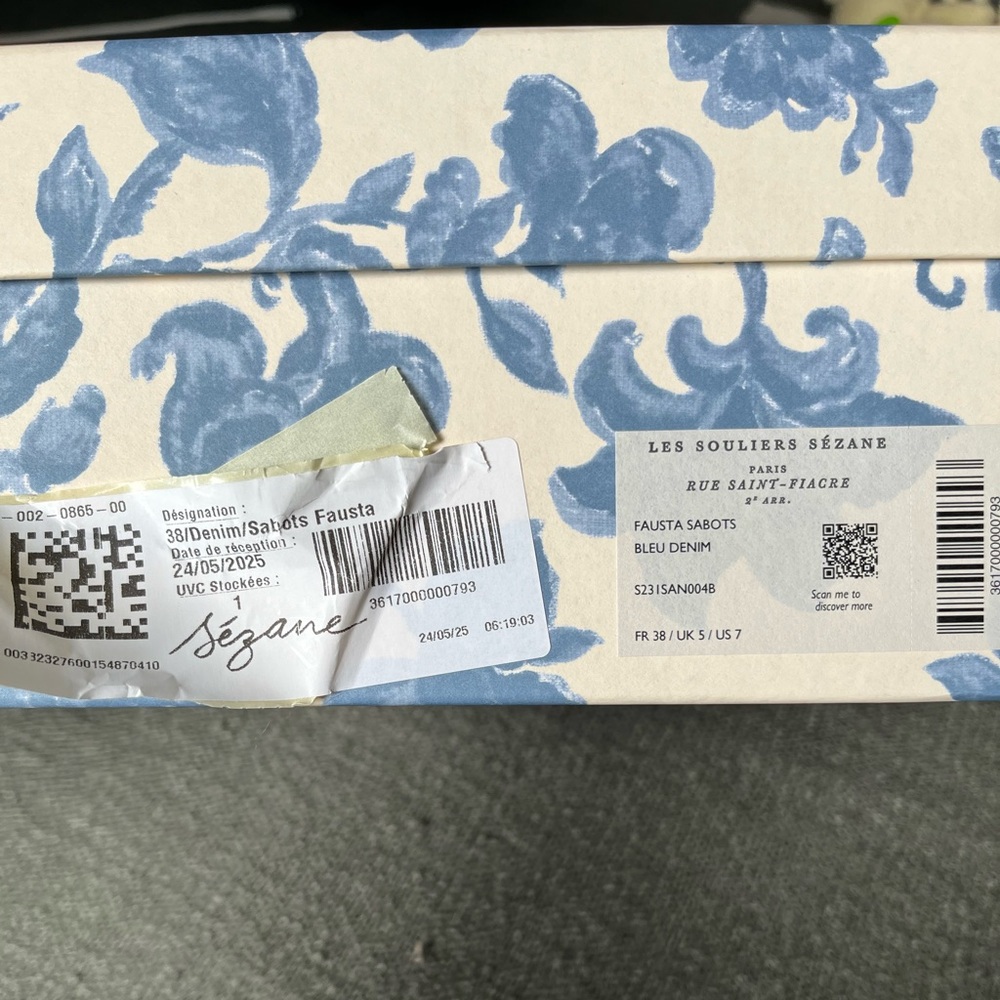 – 002 – 0865 – 00
Désignation :
38/Denim/Sabots Fausta
Date de réception :
24/05/2025
UVC Stockées :
1
Sézane
3617000000793
24/05/25 06:19:03
00332327600154870410
LES SOULIERS SÉZANE
PARIS
RUE SAINT-FIACRE
2e ARR.
FAUSTA SABOTS
BLEU DENIM
S231SAN004B
Scan me to
discover more
FR 38 / UK 5 / US 7
3617000000793